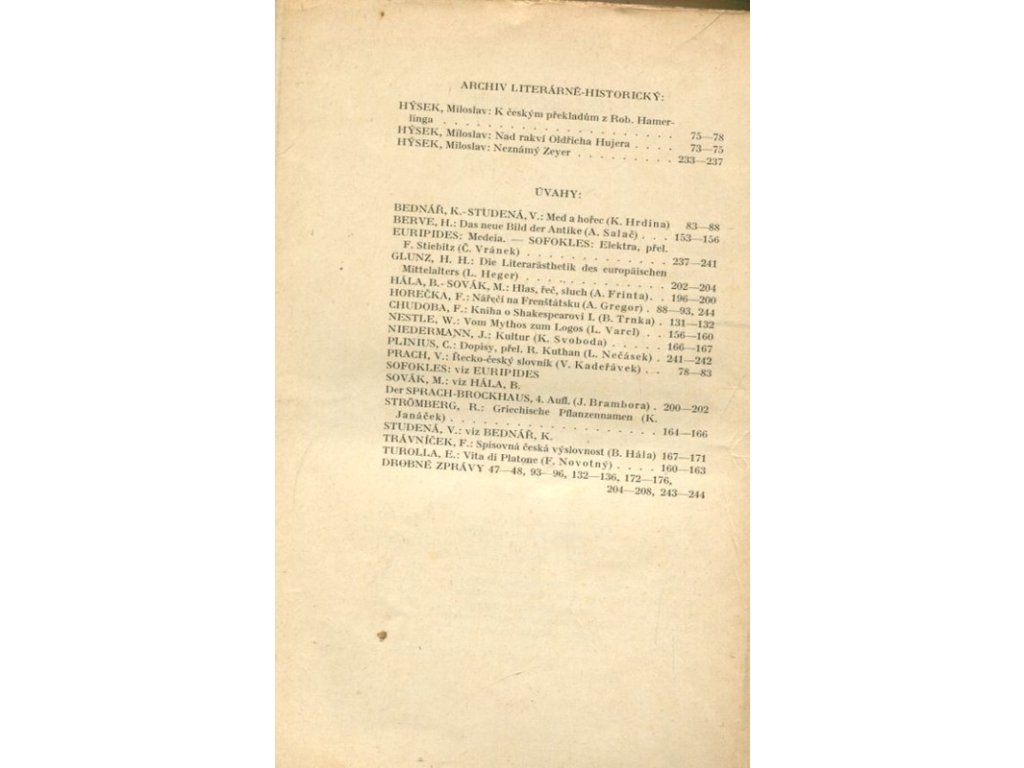 ARCHIV LITERÁRNĚ-HISTORICKÝ:
HÝSEK, Miloslav: K českým překladům z Rob. Hamer-
linga . . . . . . . . . . . . . . . . . . . 75—78
HÝSEK, Miloslav: Nad rakví Oldřicha Hujera . . . . 73—75
HÝSEK, Miloslav: Neznámý Zeyer . . . . . . . . . 233—237
ÚVAHY:
BEDNÁŘ, K.-STUDENÁ, V.: Med a hořec (K. Hrdina) 83—88
BERVE, H.: Das neue Bild der Antike (A. Salač) . . . 153—156
EURIPIDES: Medeia. — SOFOKLES: Elektra, přel.
F. Stiebitz (Č. Vránek) . . . . . . . . . . . . . 237—241
GLUNZ, H. H.: Die Literarästhetik des europäischen
Mittelalters (L. Heger) . . . . . . . . . . . . . 202—204
HÁLA, B.-SOVÁK, M.: Hlas, řeč, sluch (A. Frinta). . 196—200
HOREČKA, F.: Nářečí na Frenštátsku (A. Gregor) . 88—93, 244
CHUDOBA, F.: Kniha o Shakespearovi I. (B. Trnka) . 131—132
NESTLE, W.: Vom Mythos zum Logos (L. Varcl) . . . 156—160
NIEDERMANN, J.: Kultur (K. Svoboda) . . . . . 166—167
PLINIUS, C.: Dopisy, přel. R. Kuthan (L. Nečásek) . 241—242
PRACH, V.: Řecko-český slovník (V. Kadeřávek) . . 78—83
SOFOKLES: viz EURIPIDES
SOVÁK, M.: viz HÁLA, B.
Der SPRACH-BROCKHAUS, 4. Aufl. (J. Brambora) . 200—202
STRÖMBERG, R.: Griechische Pflanzennamen (K.
Janáček) . . . . . . . . . . . . . . . . . . . 164—166
STUDENÁ, V.: viz BEDNÁŘ, K.
TRÁVNÍČEK, F.: Spisovná česká výslovnost (B. Hála) 167—171
TUROLLA, E.: Vita di Platone (F. Novotný) . . . . 160—163
DROBNÉ ZPRÁVY 47—48, 93—96, 132—136, 172—176,
204—208, 243—244